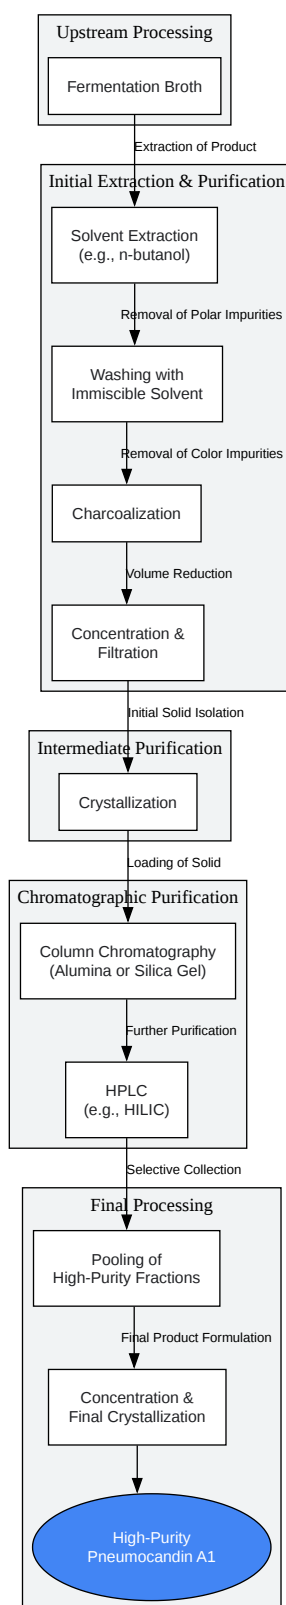 Upstream Processing
Fermentation Broth
Extraction of Product
Initial Extraction & Purification
Solvent Extraction
(e.g., n-butanol)
Removal of Polar Impurities
Washing with
Immiscible Solvent
Removal of Color Impurities
Charcoalization
Volume Reduction
Concentration &
Filtration
Initial Solid Isolation
Intermediate Purification
Crystallization
Loading of Solid
Chromatographic Purification
Column Chromatography
(Alumina or Silica Gel)
Further Purification
HPLC
(e.g., HILIC)
Selective Collection
Final Processing
Pooling of
High-Purity Fractions
Final Product Formulation
Concentration &
Final Crystallization
High-Purity
Pneumocandin A1